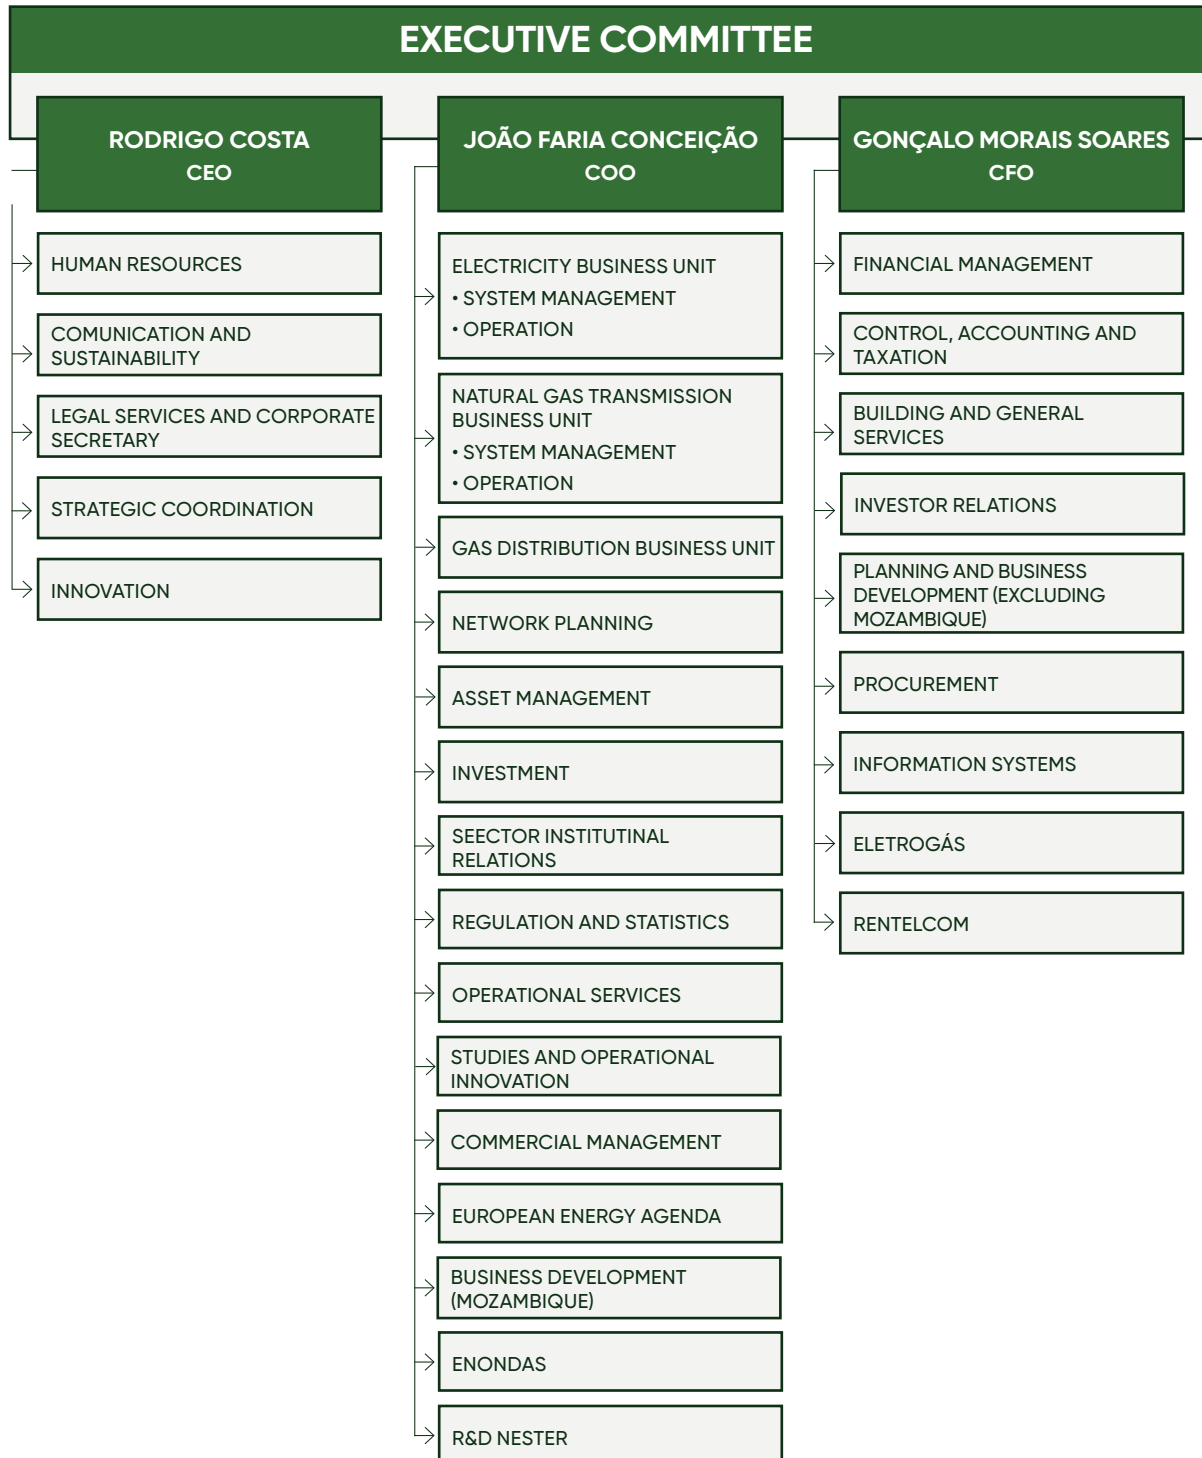 EXECUTIVE COMMITTEE
RODRIGO COSTA
CEO
HUMAN RESOURCES
COMUNICATION AND
SUSTAINABILITY
LEGAL SERVICES AND CORPORATE
SECRETARY
STRATEGIC COORDINATION
INNOVATION
JOÃO FARIA CONCEIÇÃO
COO
ELECTRICITY BUSINESS UNIT
• SYSTEM MANAGEMENT
• OPERATION
NATURAL GAS TRANSMISSION
BUSINESS UNIT
• SYSTEM MANAGEMENT
• OPERATION
GAS DISTRIBUTION BUSINESS UNIT
NETWORK PLANNING
ASSET MANAGEMENT
INVESTMENT
SEECTOR INSTITUTINAL
RELATIONS
REGULATION AND STATISTICS
OPERATIONAL SERVICES
STUDIES AND OPERATIONAL
INNOVATION
COMMERCIAL MANAGEMENT
EUROPEAN ENERGY AGENDA
BUSINESS DEVELOPMENT
(MOZAMBIQUE)
ENONDAS
R&D NESTER
GONÇALO MORAIS SOARES
CFO
FINANCIAL MANAGEMENT
CONTROL, ACCOUNTING AND
TAXATION
BUILDING AND GENERAL
SERVICES
INVESTOR RELATIONS
PLANNING AND BUSINESS
DEVELOPMENT (EXCLUDING
MOZAMBIQUE)
PROCUREMENT
INFORMATION SYSTEMS
ELETROGÁS
RENTELCOM